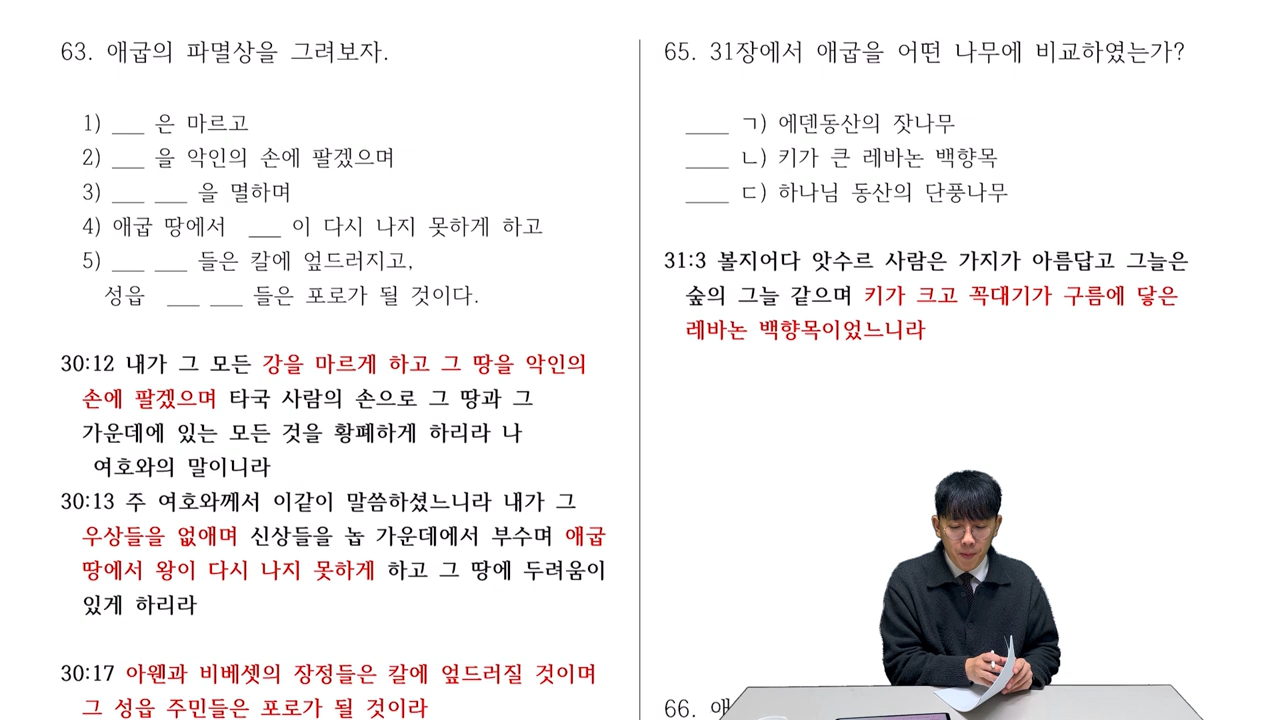 63. 애굽의 파멸상을 그려보자.
1) ___ 은 마르고
2) ___ 을 악인의 손에 팔겠으며
3) ___ ___ 을 멸하며
4) 애굽 땅에서 ___ 이 다시 나지 못하게 하고
5) ___ ___ 들은 칼에 엎드러지고,
성읍 ___ ___ 들은 포로가 될 것이다.
30:12 내가 그 모든 강을 마르게 하고 그 땅을 악인의
손에 팔겠으며 타국 사람의 손으로 그 땅과 그
가운데에 있는 모든 것을 황폐하게 하리라 나
여호와의 말이니라
30:13 주 여호와께서 이같이 말씀하셨느니라 내가 그
우상들을 없애며 신상들을 놉 가운데에서 부수며 애굽
땅에서 왕이 다시 나지 못하게 하고 그 땅에 두려움이
있게 하리라
30:17 아웬과 비베셋의 장정들은 칼에 엎드러질 것이며
그 성읍 주민들은 포로가 될 것이라
65. 31장에서 애굽을 어떤 나무에 비교하였는가?
____ ㄱ) 에덴동산의 잣나무
____ ㄴ) 키가 큰 레바논 백향목
____ ㄷ) 하나님 동산의 단풍나무
31:3 볼지어다 앗수르 사람은 가지가 아름답고 그늘은
숲의 그늘 같으며 키가 크고 꼭대기가 구름에 닿은
레바논 백향목이었느니라
66.